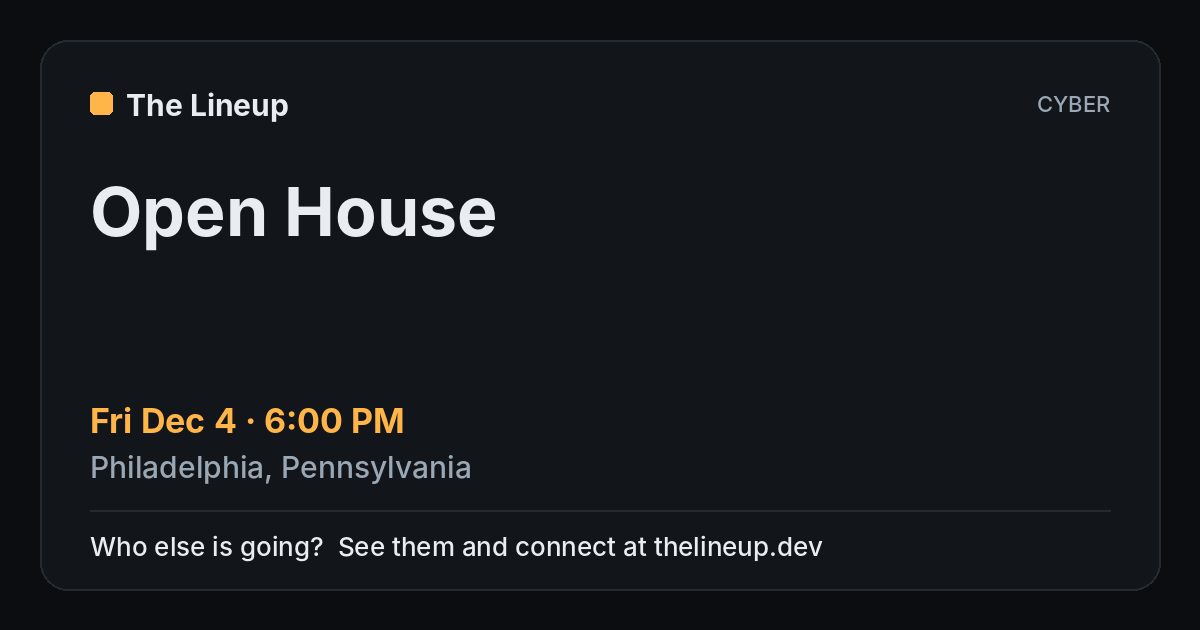 The Lineup
CYBER
Open House
Fri Dec 4 · 6:00 PM
Philadelphia, Pennsylvania
Who else is going? See them and connect at thelineup.dev